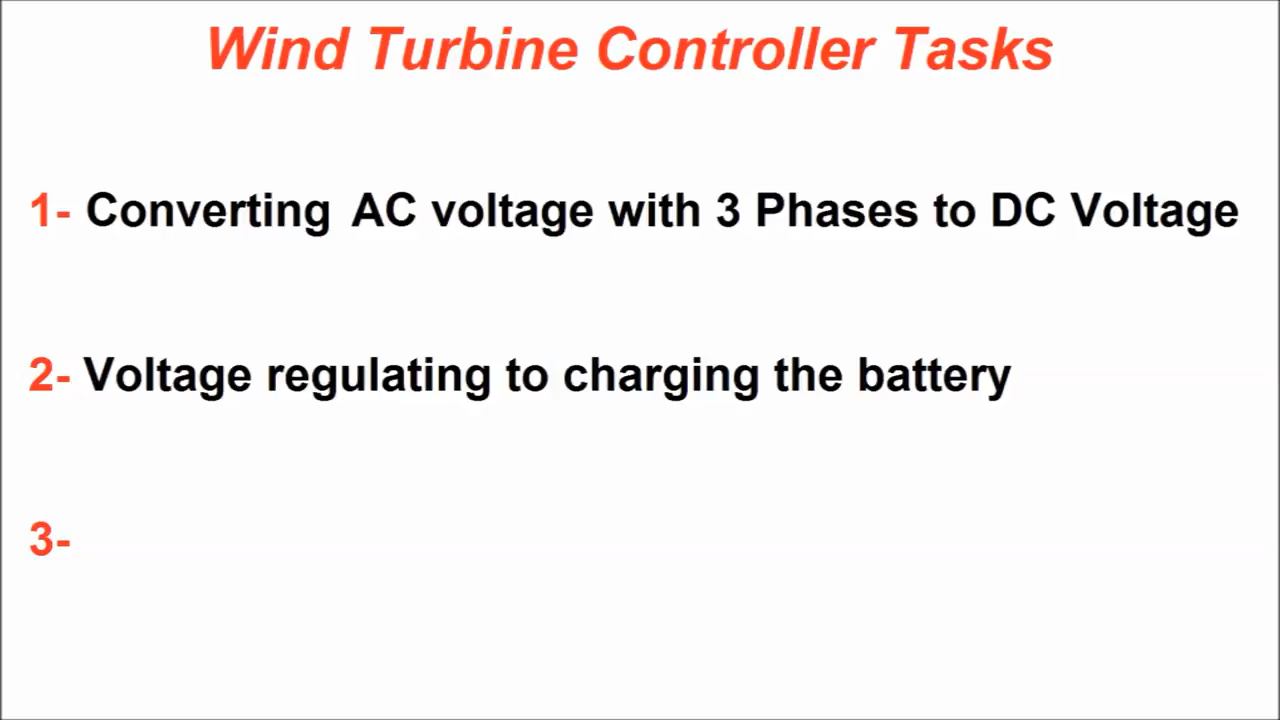 Wind Turbine Controller Tasks
1- Converting AC voltage with 3 Phases to DC Voltage
2- Voltage regulating to charging the battery
3-